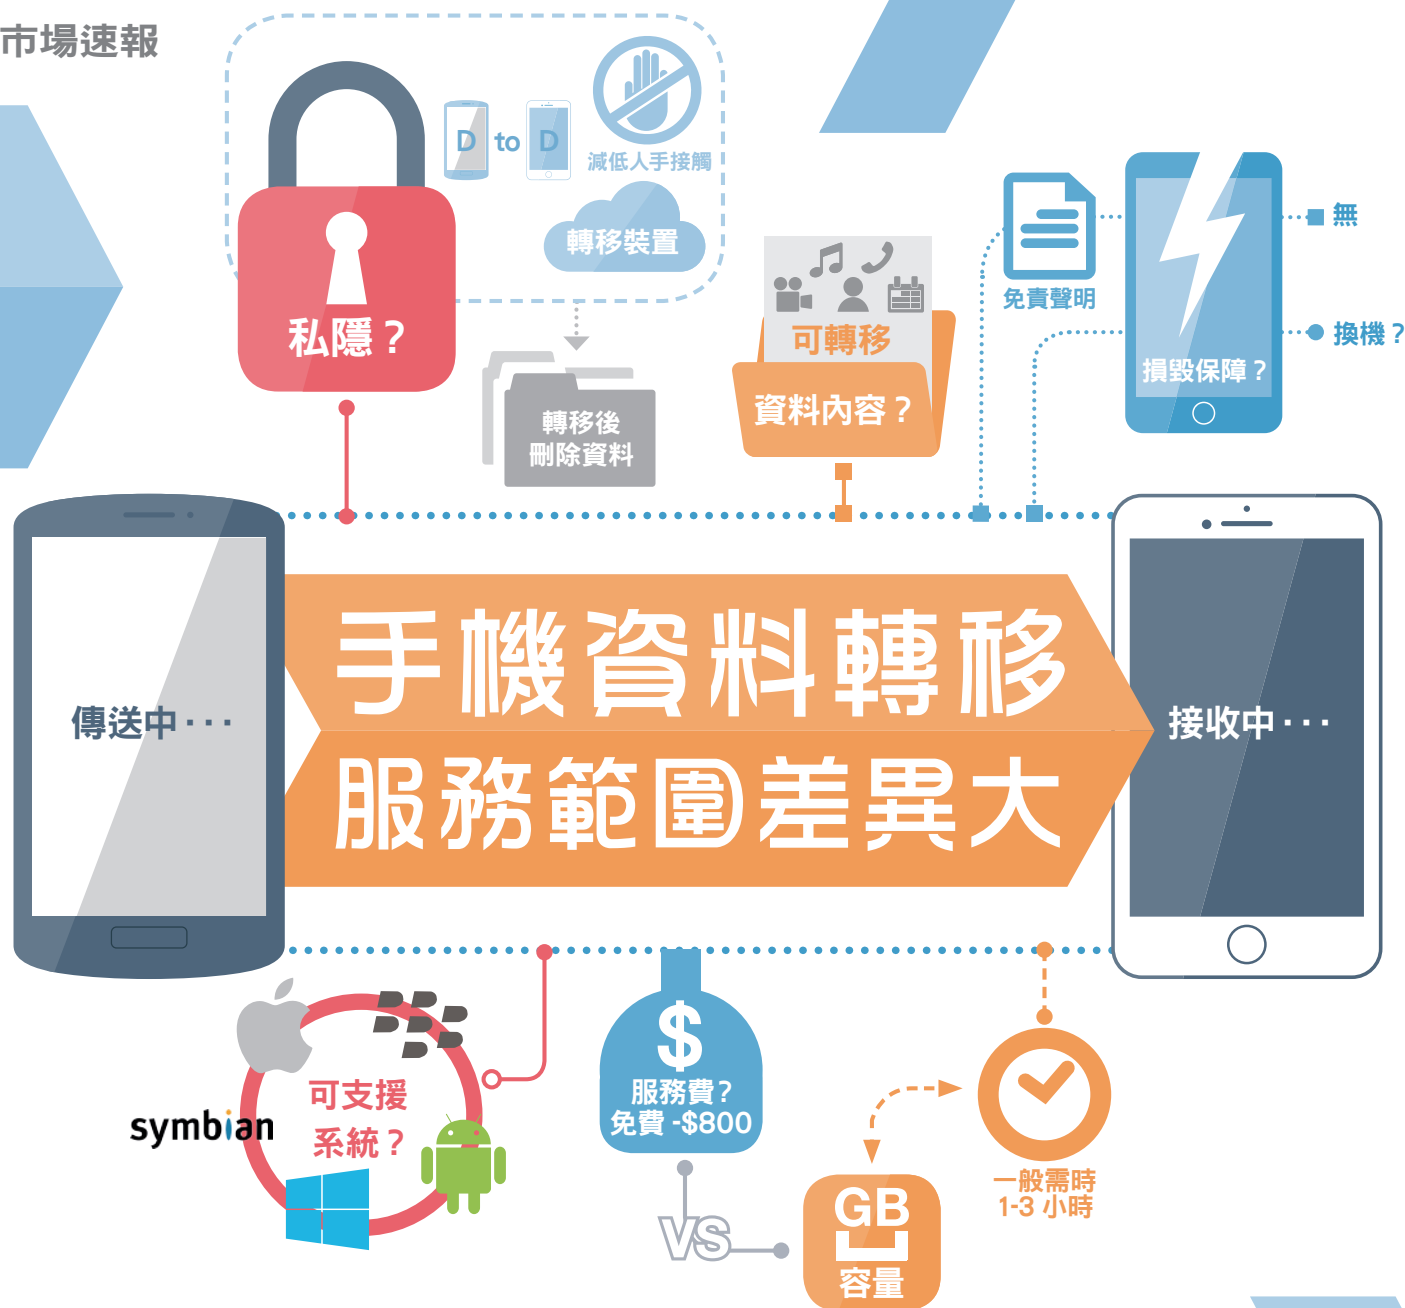 市場速報
D to D
減低人手接觸
轉移裝置
私隱？
轉移後
刪除資料
可轉移
資料內容？
免責聲明
無
換機？
損毀保障？
傳送中···
手機資料轉移
服務範圍差異大
接收中···
可支援
系統？
symbian
$
服務費？
免費 -$800
VS
GB
容量
一般需時
1-3 小時